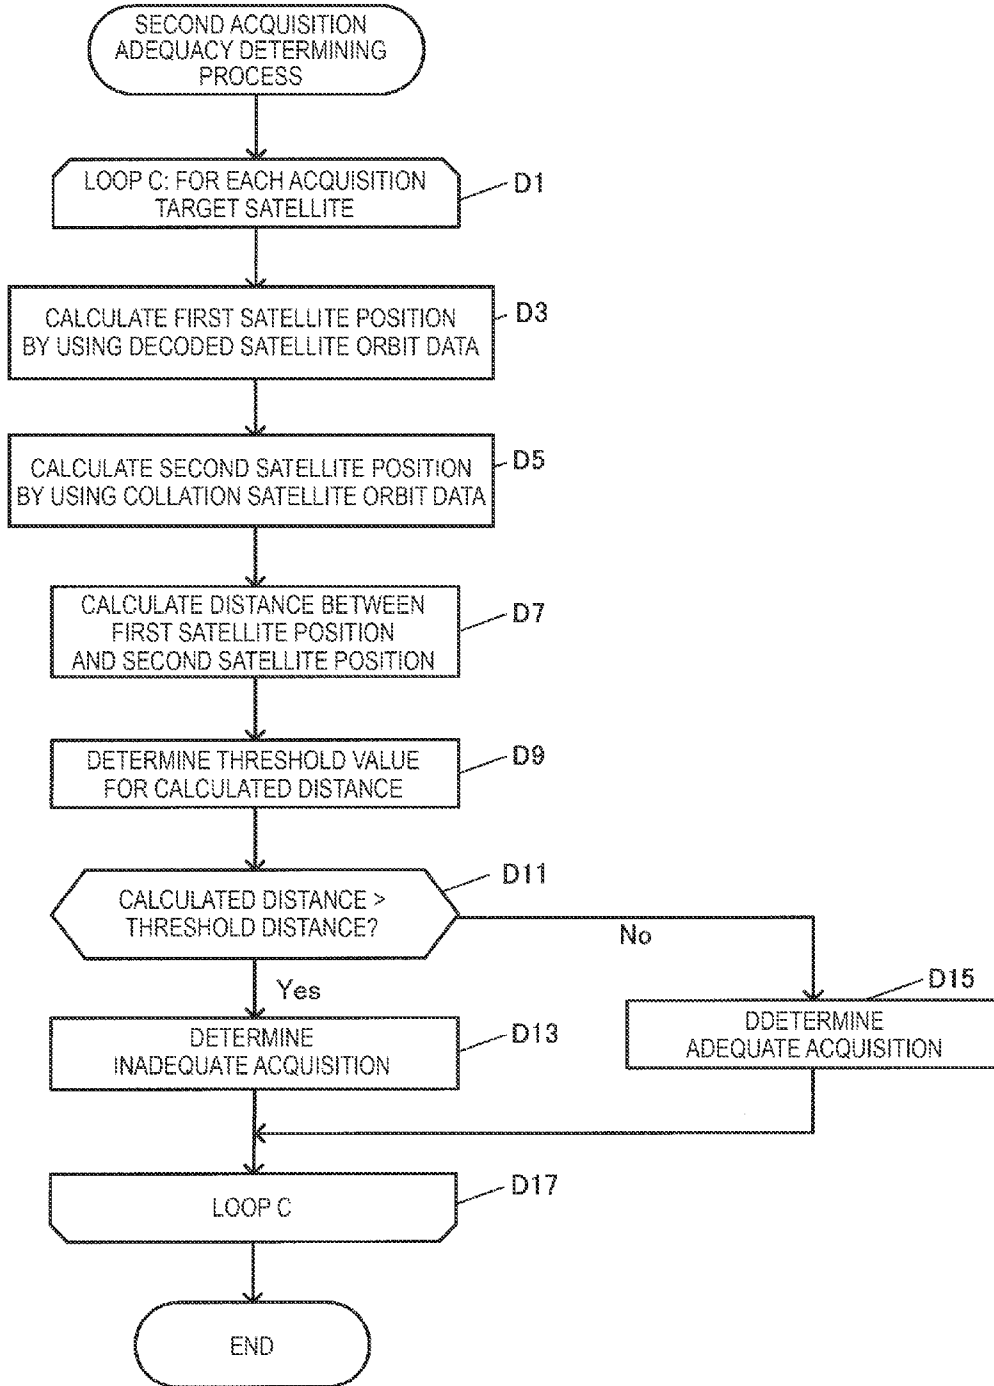 SECOND ACQUISITION
ADEQUACY DETERMINING
PROCESS
LOOP C: FOR EACH ACQUISITION
TARGET SATELLITE
D1
CALCULATE FIRST SATELLITE POSITION
BY USING DECODED SATELLITE ORBIT DATA
D3
CALCULATE SECOND SATELLITE POSITION
BY USING COLLATION SATELLITE ORBIT DATA
D5
CALCULATE DISTANCE BETWEEN
FIRST SATELLITE POSITION
AND SECOND SATELLITE POSITION
D7
DETERMINE THRESHOLD VALUE
FOR CALCULATED DISTANCE
D9
CALCULATED DISTANCE >
THRESHOLD DISTANCE?
D11
No
Yes
DETERMINE
INADEQUATE ACQUISITION
D13
DDETERMINE
ADEQUATE ACQUISITION
D15
LOOP C
D17
END